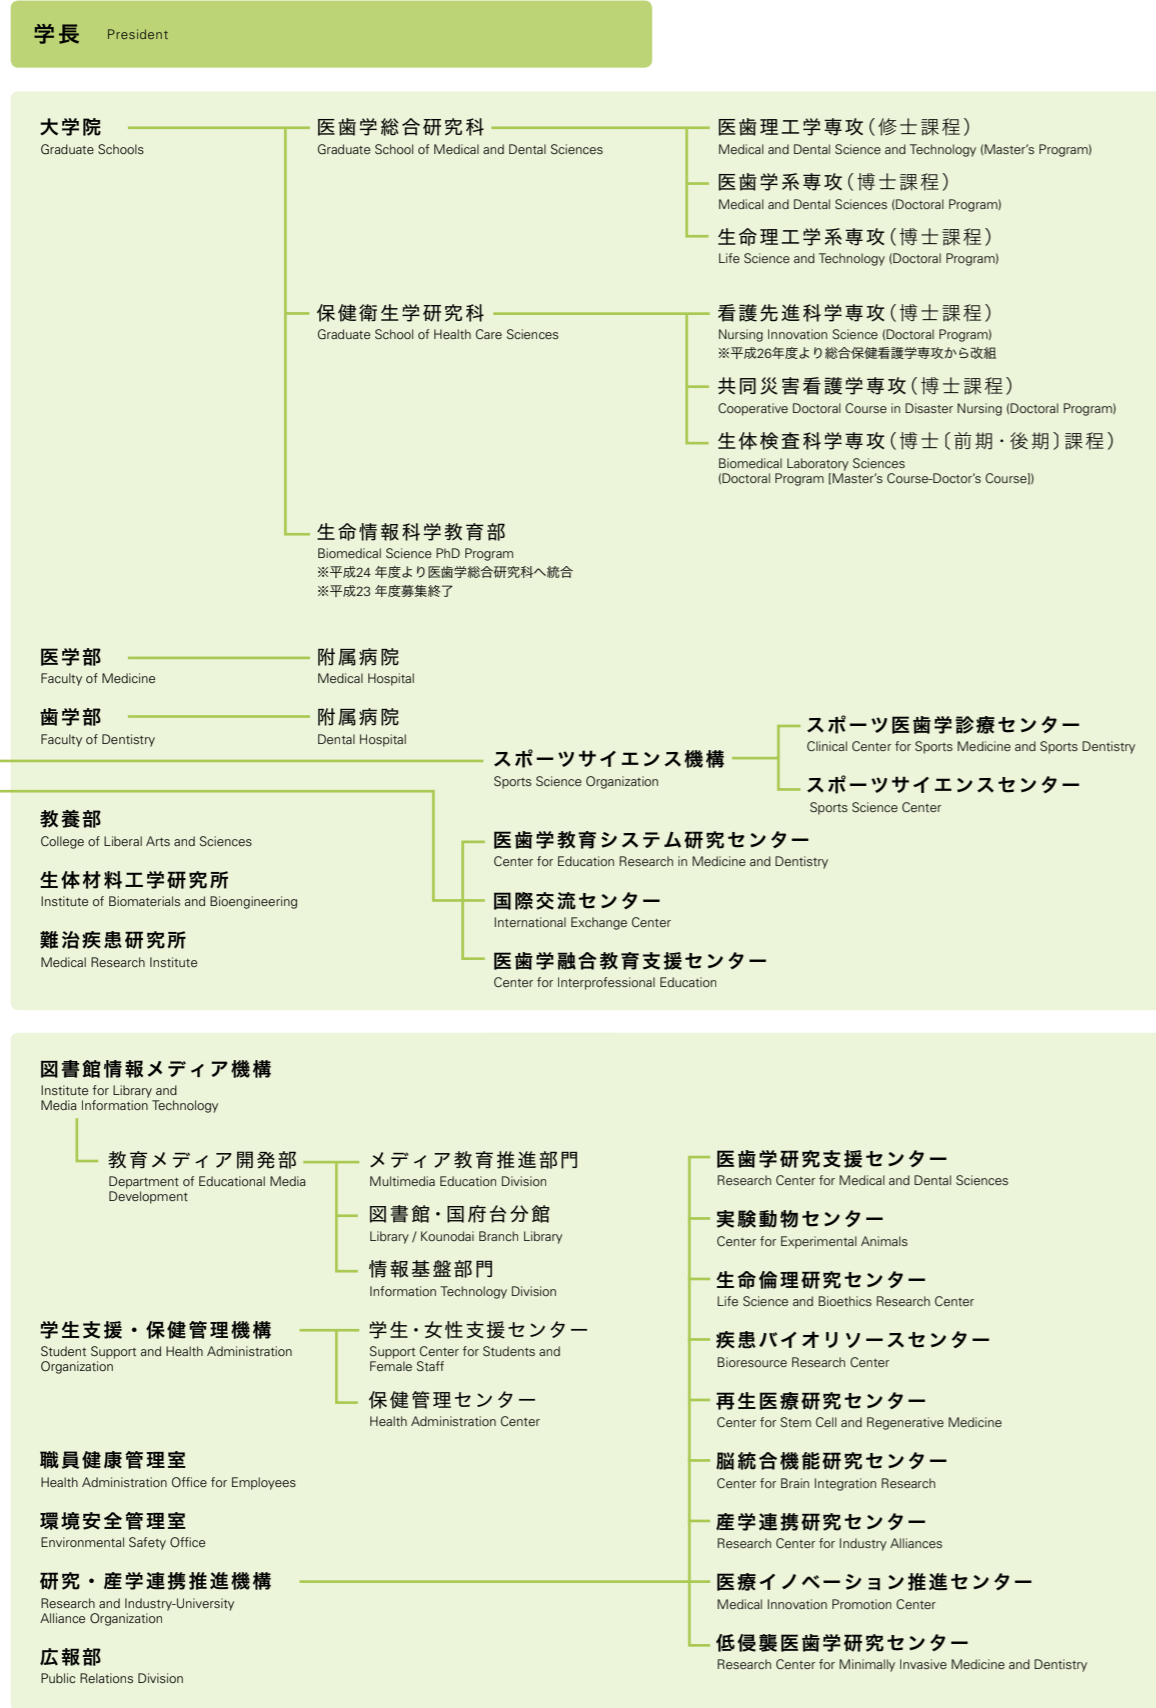 学長 President
大学院
Graduate Schools
医歯学総合研究科
Graduate School of Medical and Dental Sciences
医歯理工学専攻（修士課程）
Medical and Dental Science and Technology (Master's Program)
医歯学系専攻（博士課程）
Medical and Dental Sciences (Doctoral Program)
生命理工学系専攻（博士課程）
Life Science and Technology (Doctoral Program)
保健衛生学研究科
Graduate School of Health Care Sciences
看護先進科学専攻（博士課程）
Nursing Innovation Science (Doctoral Program)
※平成26年度より総合保健看護学専攻から改組
共同災害看護学専攻（博士課程）
Cooperative Doctoral Course in Disaster Nursing (Doctoral Program)
生体検査科学専攻（博士〔前期・後期〕課程）
Biomedical Laboratory Sciences
(Doctoral Program [Master's Course-Doctor's Course])
生命情報科学教育部
Biomedical Science PhD Program
※平成24 年度より医歯学総合研究科へ統合
※平成23 年度募集終了
医学部
Faculty of Medicine
附属病院
Medical Hospital
歯学部
Faculty of Dentistry
附属病院
Dental Hospital
スポーツサイエンス機構
Sports Science Organization
スポーツ医歯学診療センター
Clinical Center for Sports Medicine and Sports Dentistry
スポーツサイエンスセンター
Sports Science Center
教養部
College of Liberal Arts and Sciences
生体材料工学研究所
Institute of Biomaterials and Bioengineering
難治疾患研究所
Medical Research Institute
医歯学教育システム研究センター
Center for Education Research in Medicine and Dentistry
国際交流センター
International Exchange Center
医歯学融合教育支援センター
Center for Interprofessional Education
図書館情報メディア機構
Institute for Library and
Media Information Technology
教育メディア開発部
Department of Educational Media
Development
メディア教育推進部門
Multimedia Education Division
図書館・国府台分館
Library / Kounodai Branch Library
情報基盤部門
Information Technology Division
学生支援・保健管理機構
Student Support and Health Administration
Organization
学生・女性支援センター
Support Center for Students and
Female Staff
保健管理センター
Health Administration Center
職員健康管理室
Health Administration Office for Employees
環境安全管理室
Environmental Safety Office
研究・産学連携推進機構
Research and Industry-University
Alliance Organization
広報部
Public Relations Division
医歯学研究支援センター
Research Center for Medical and Dental Sciences
実験動物センター
Center for Experimental Animals
生命倫理研究センター
Life Science and Bioethics Research Center
疾患バイオリソースセンター
Bioresource Research Center
再生医療研究センター
Center for Stem Cell and Regenerative Medicine
脳統合機能研究センター
Center for Brain Integration Research
産学連携研究センター
Research Center for Industry Alliances
医療イノベーション推進センター
Medical Innovation Promotion Center
低侵襲医歯学研究センター
Research Center for Minimally Invasive Medicine and Dentistry